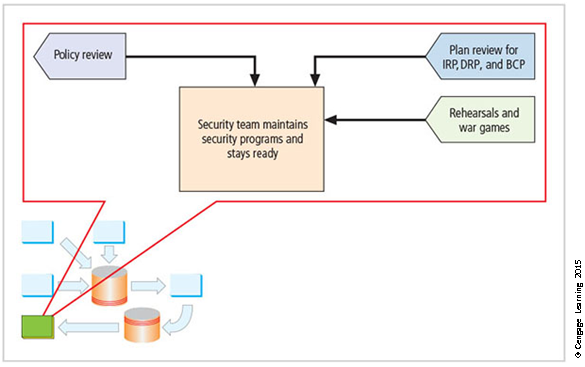 Policy review
Plan review for
IRP, DRP, and BCP
Rehearsals and
war games
Security team maintains
security programs and
stays ready
© Cengage Learning 2015